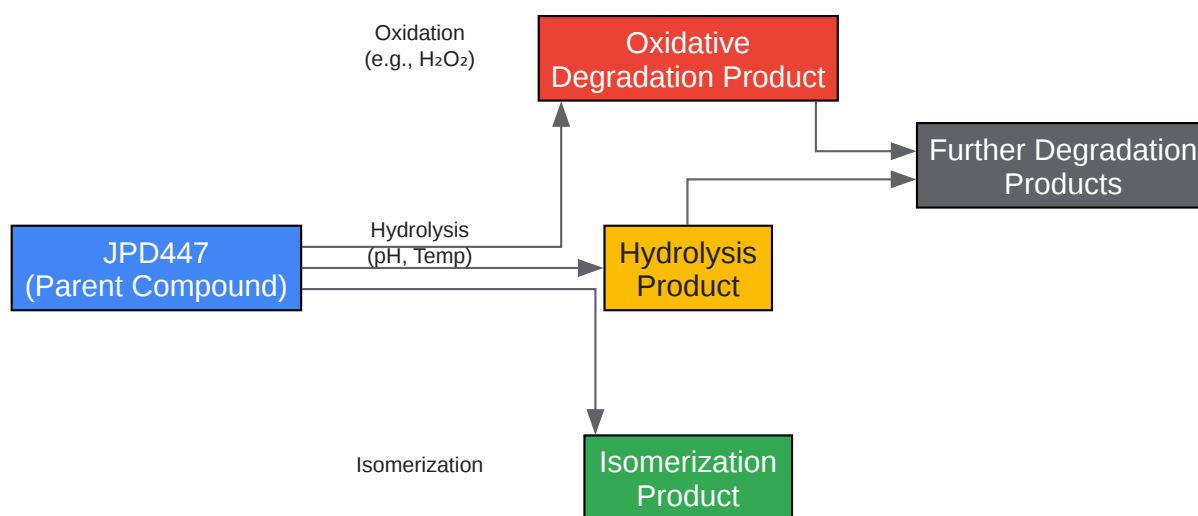 Oxidation
(e.g., H₂O₂)
Oxidative
Degradation Product
Further Degradation
Products
JPD447
(Parent Compound)
Hydrolysis
(pH, Temp)
Hydrolysis
Product
Isomerization
Isomerization
Product